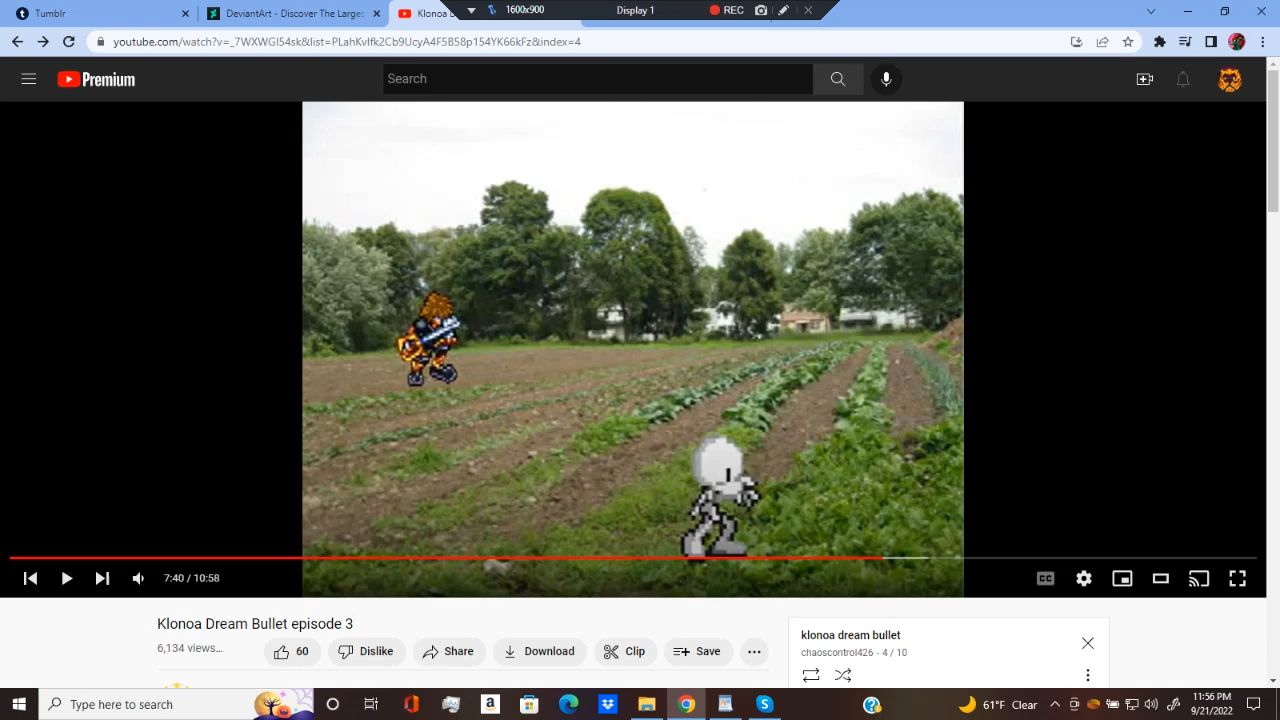 Tumblr
DeviantArt - Discover The Larges
Klonoa D
1600x900
Display 1
REC
youtube.com/watch?v=_7WXWGl54sk&list=PLahKvIfk2Cb9UcyA4F5B58p154YK66kFz&index=4
Premium
Search
7:40 / 10:58
CC
Klonoa Dream Bullet episode 3
6,134 views...
60
Dislike
Share
Download
Clip
Save
klonoa dream bullet
chaoscontrol426 - 4 / 10
Type here to search
61°F Clear
11:56 PM
9/21/2022